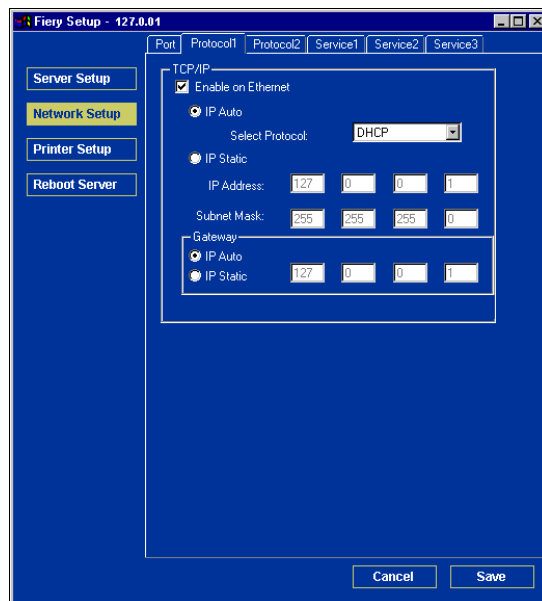 Fiery Setup - 127.0.01
Port Protocol1 Protocol2 Service1 Service2 Service3
Server Setup
Network Setup
Printer Setup
Reboot Server
TCP/IP
Enable on Ethernet
IP Auto
Select Protocol: DHCP
IP Static
IP Address: 127 0 0 1
Subnet Mask: 255 255 255 0
Gateway
IP Auto
IP Static 127 0 0 1
Cancel Save